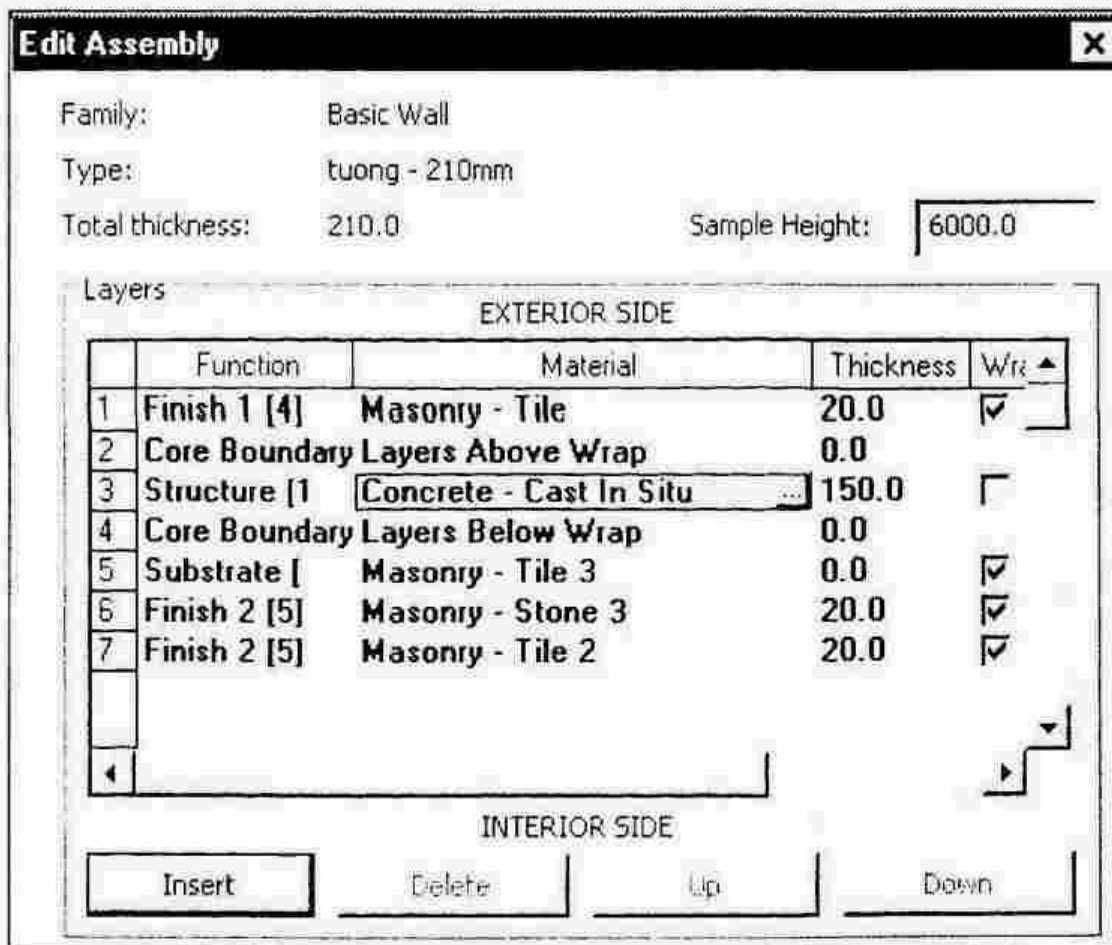 Edit Assembly
Family: Basic Wall
Type: tuong - 210mm
Total thickness: 210.0 Sample Height: 6000.0
Layers
EXTERIOR SIDE
Function Material Thickness Wra
1 Finish 1 [4] Masonry - Tile 20.0
2 Core Boundary Layers Above Wrap 0.0
3 Structure [1 Concrete - Cast In Situ ... 150.0
4 Core Boundary Layers Below Wrap 0.0
5 Substrate [ Masonry - Tile 3 0.0
6 Finish 2 [5] Masonry - Stone 3 20.0
7 Finish 2 [5] Masonry - Tile 2 20.0
INTERIOR SIDE
Insert Delete Up Down